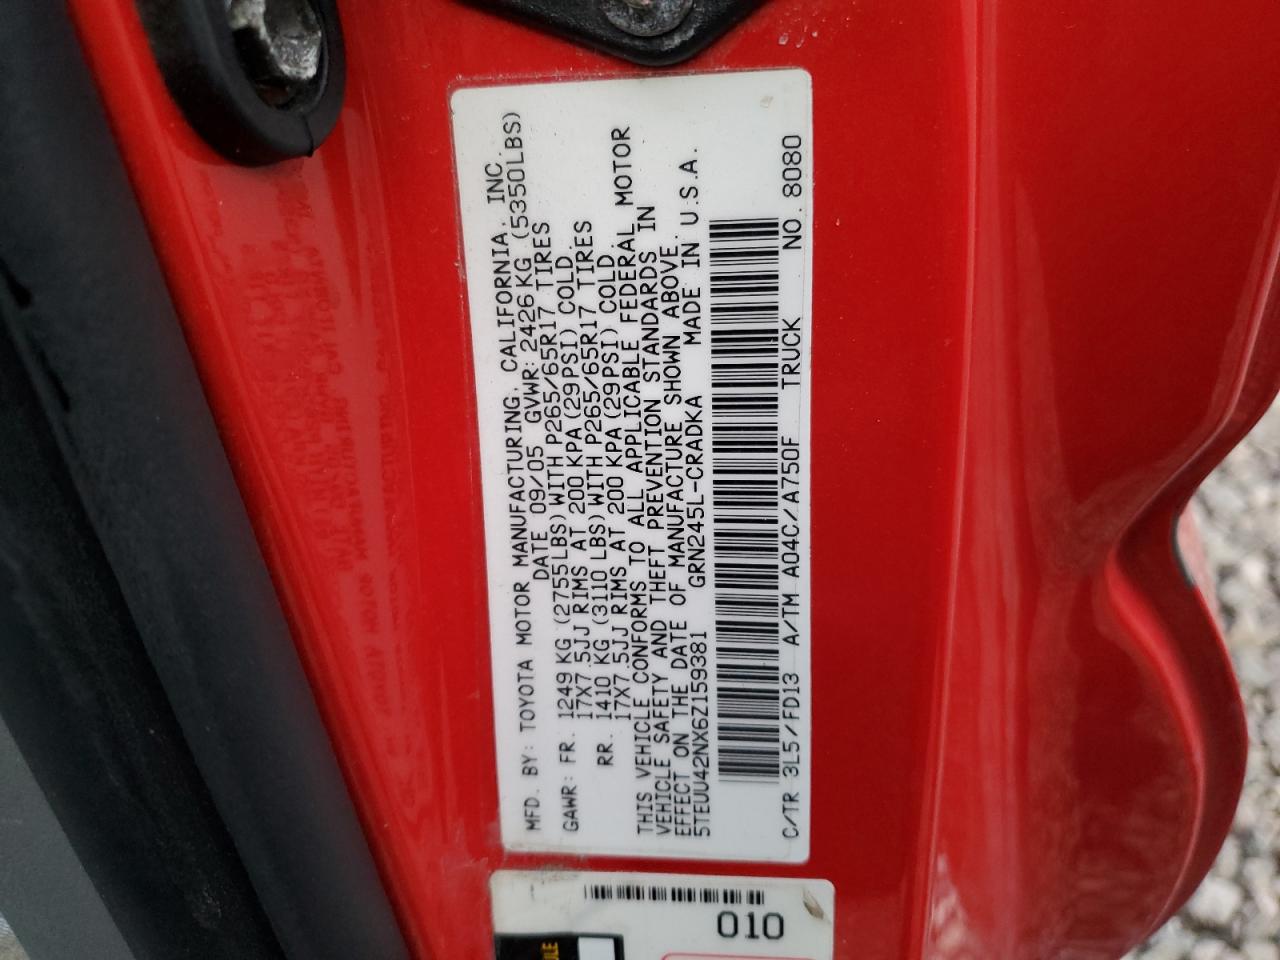 MFD. BY: TOYOTA MOTOR MANUFACTURING, CALIFORNIA, INC.
DATE 09/05 GVWR: 2426 KG (5350LBS)
GAWR: FR. 1249 KG (2755LBS) WITH P265/65R17 TIRES
17X7.5JJ RIMS AT 200 KPA (29PSI) COLD.
RR. 1410 KG (3110 LBS) WITH P265/65R17 TIRES
17X7.5JJ RIMS AT 200 KPA (29PSI) COLD.
THIS VEHICLE CONFORMS TO ALL APPLICABLE FEDERAL MOTOR
VEHICLE SAFETY AND THEFT PREVENTION STANDARDS IN
EFFECT ON THE DATE OF MANUFACTURE SHOWN ABOVE.
5TEUU42NX6Z159381 GRN245L-CRADKA MADE IN U.S.A.
C/TR 3L5/FD13 A/TM A04C/A750F TRUCK NO. 8080
010